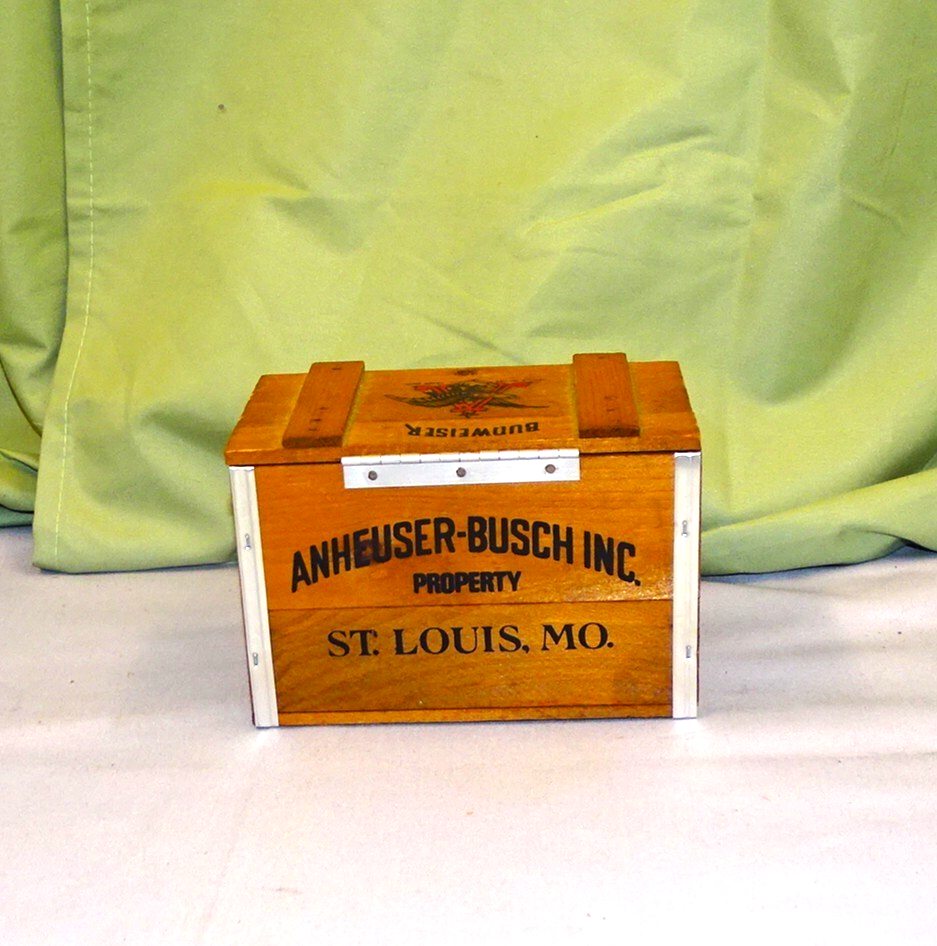 BUDWEISER
ANHEUSER-BUSCH INC.
PROPERTY
ST. LOUIS, MO.